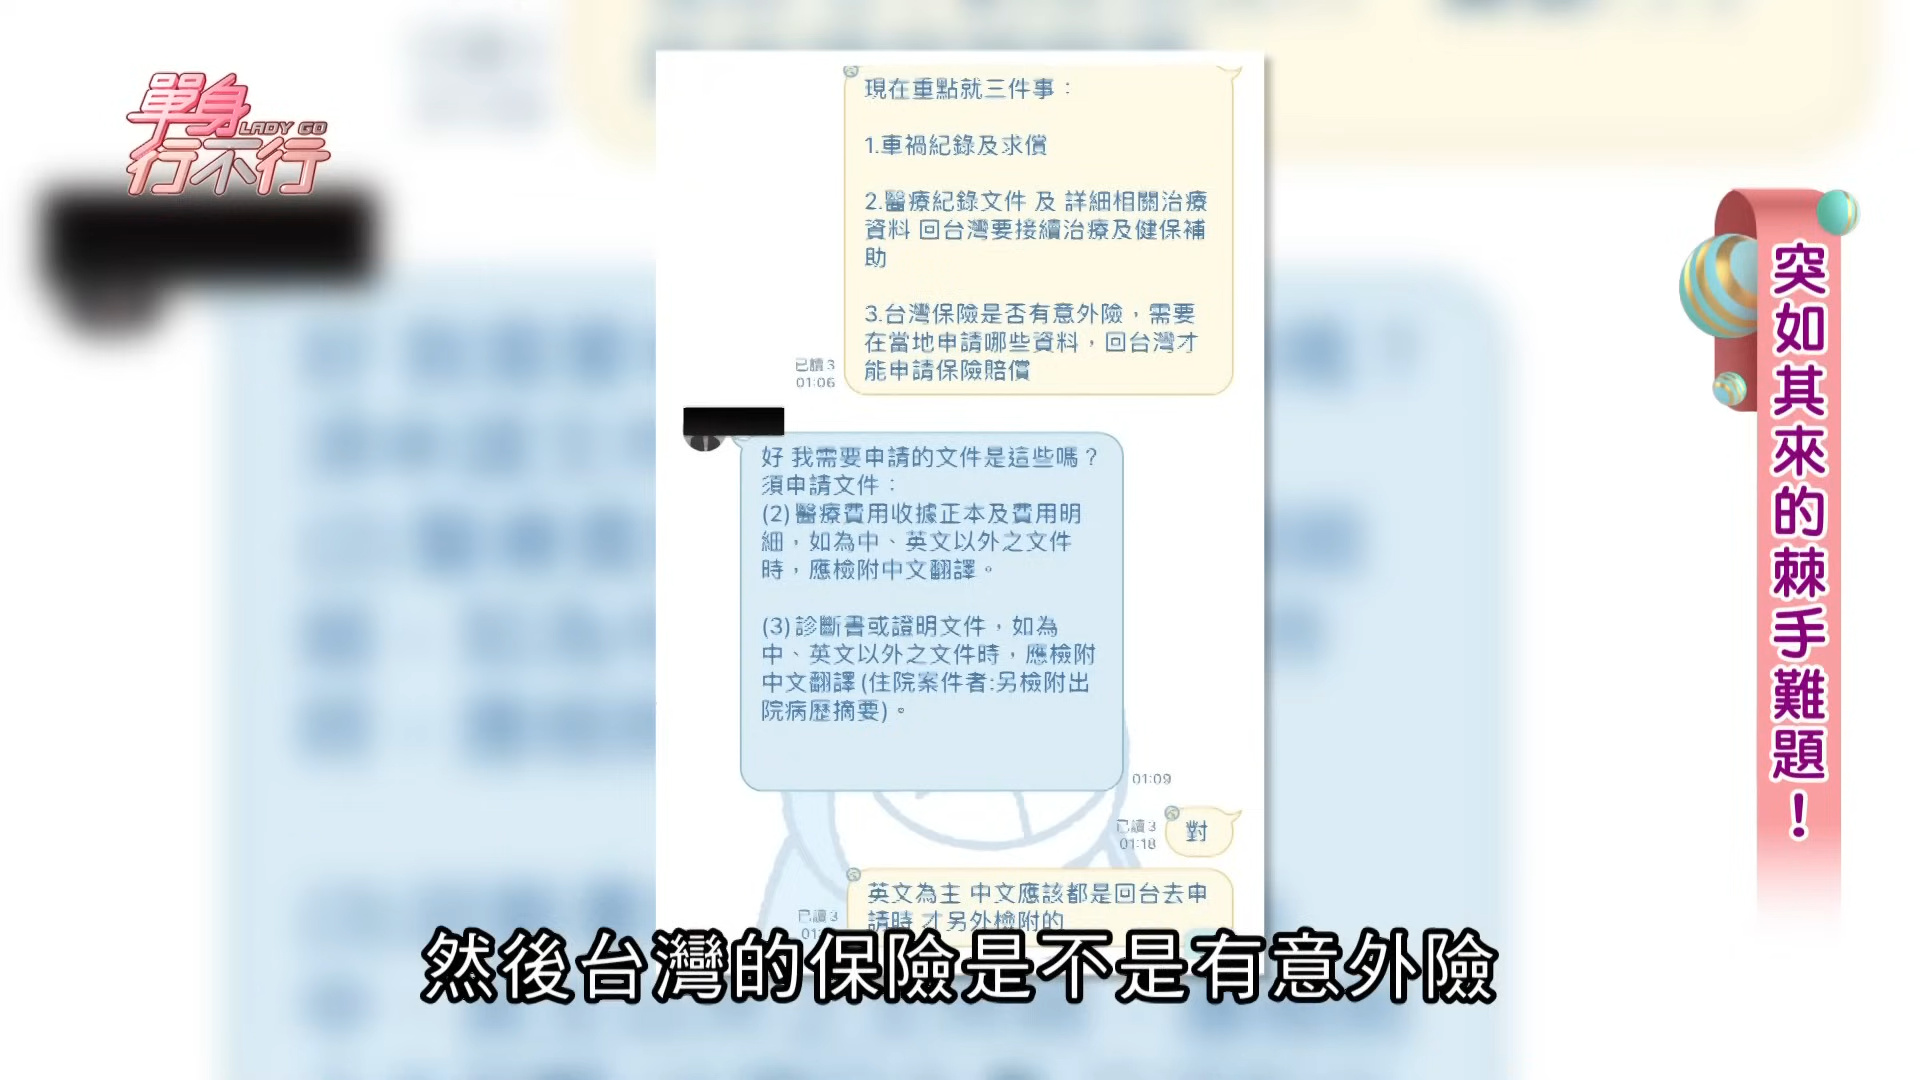 單身
行不行
LADY GO
現在重點就三件事：
1.車禍紀錄及求償
2.醫療紀錄文件 及 詳細相關治療
資料 回台灣要接續治療及健保補
助
3.台灣保險是否有意外險，需要
在當地申請哪些資料，回台灣才
能申請保險賠償
已讀 3
01:06
好 我需要申請的文件是這些嗎？
須申請文件：
(2) 醫療費用收據正本及費用明
細，如為中、英文以外之文件
時，應檢附中文翻譯。
(3) 診斷書或證明文件，如為
中、英文以外之文件時，應檢附
中文翻譯 (住院案件者:另檢附出
院病歷摘要)。
01:09
已讀 3
01:18
對
英文為主 中文應該都是回台去申
請時 才另外檢附的
已讀 3
突如其來的棘手難題！
然後台灣的保險是不是有意外險